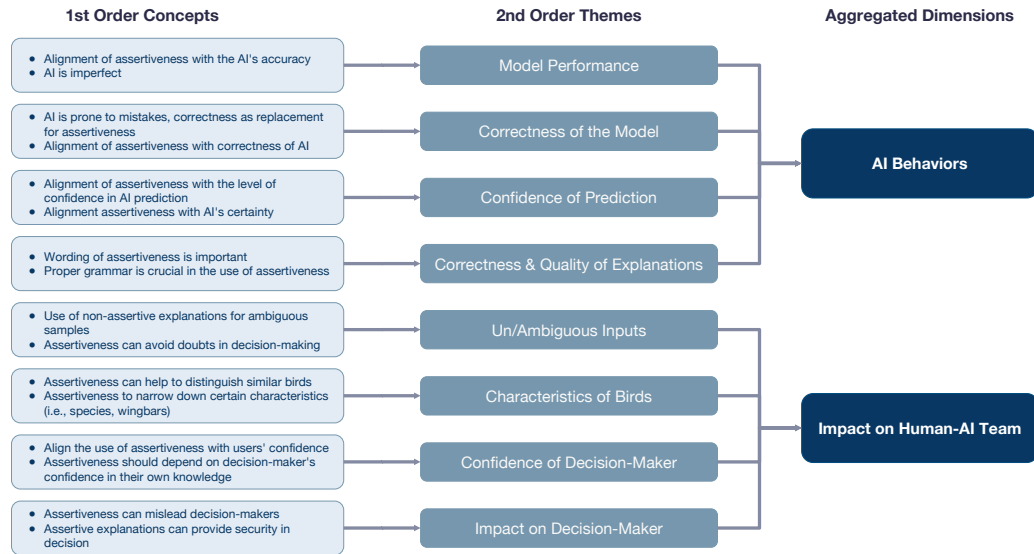 1st Order Concepts
2nd Order Themes
Aggregated Dimensions
• Alignment of assertiveness with the AI's accuracy
• AI is imperfect
Model Performance
• AI is prone to mistakes, correctness as replacement
for assertiveness
• Alignment of assertiveness with correctness of AI
Correctness of the Model
AI Behaviors
• Alignment of assertiveness with the level of
confidence in AI prediction
• Alignment assertiveness with AI's certainty
Confidence of Prediction
• Wording of assertiveness is important
• Proper grammar is crucial in the use of assertiveness
Correctness & Quality of Explanations
• Use of non-assertive explanations for ambiguous
samples
• Assertiveness can avoid doubts in decision-making
Un/Ambiguous Inputs
• Assertiveness can help to distinguish similar birds
• Assertiveness to narrow down certain characteristics
(i.e., species, wingbars)
Characteristics of Birds
Impact on Human-AI Team
• Align the use of assertiveness with users' confidence
• Assertiveness should depend on decision-maker's
confidence in their own knowledge
Confidence of Decision-Maker
• Assertiveness can mislead decision-makers
• Assertive explanations can provide security in
decision
Impact on Decision-Maker